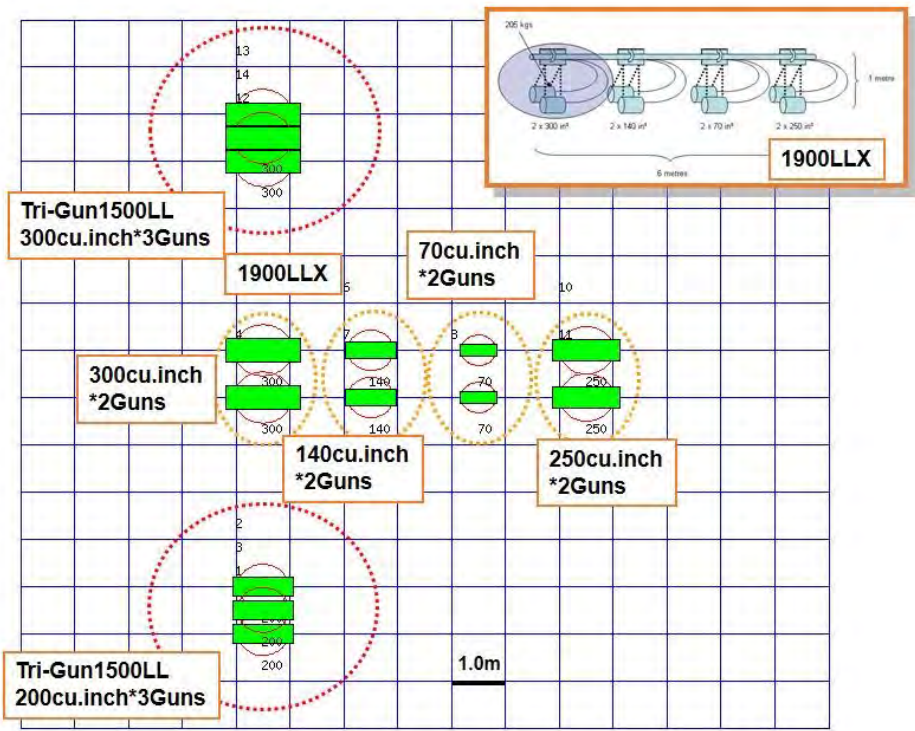 13
14
12
300
300
205 kgs
1 metre
2 x 300 in³
2 x 140 in³
2 x 70 in³
2 x 250 in³
6 metres
1900LLX
Tri-Gun1500LL
300cu.inch*3Guns
1900LLX
70cu.inch
*2Guns
10
7
8
11
300cu.inch
*2Guns
300
140
70
250
300
140
70
250
140cu.inch
*2Guns
250cu.inch
*2Guns
2
3
1
200
200
Tri-Gun1500LL
200cu.inch*3Guns
1.0m